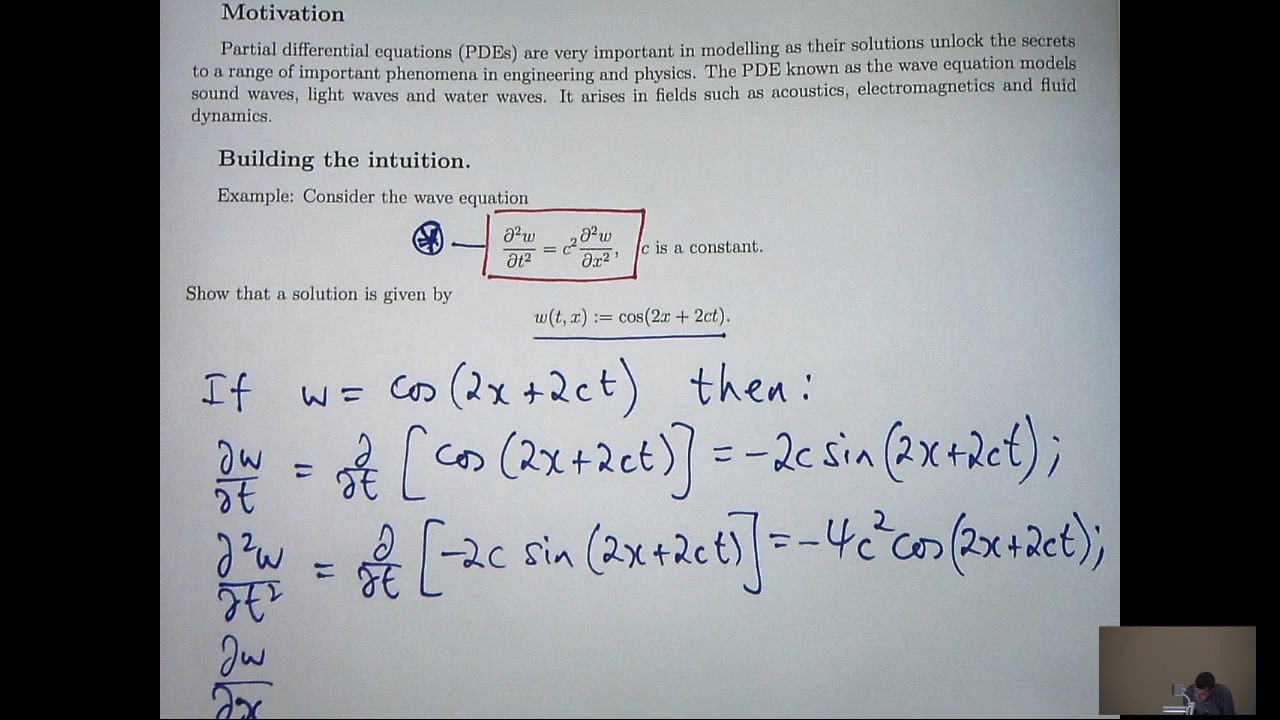 Motivation
Partial differential equations (PDEs) are very important in modelling as their solutions unlock the secrets
to a range of important phenomena in engineering and physics. The PDE known as the wave equation models
sound waves, light waves and water waves. It arises in fields such as acoustics, electromagnetics and fluid
dynamics.
Building the intuition.
Example: Consider the wave equation
∂²w/∂t² = c² ∂²w/∂x², c is a constant.
Show that a solution is given by
w(t, x) := cos(2x + 2ct).
If w = cos(2x+2ct) then:
∂w/∂t = ∂/∂t [cos(2x+2ct)] = -2c sin(2x+2ct);
∂²w/∂t² = ∂/∂t [-2c sin(2x+2ct)] = -4c² cos(2x+2ct);
∂w/∂x